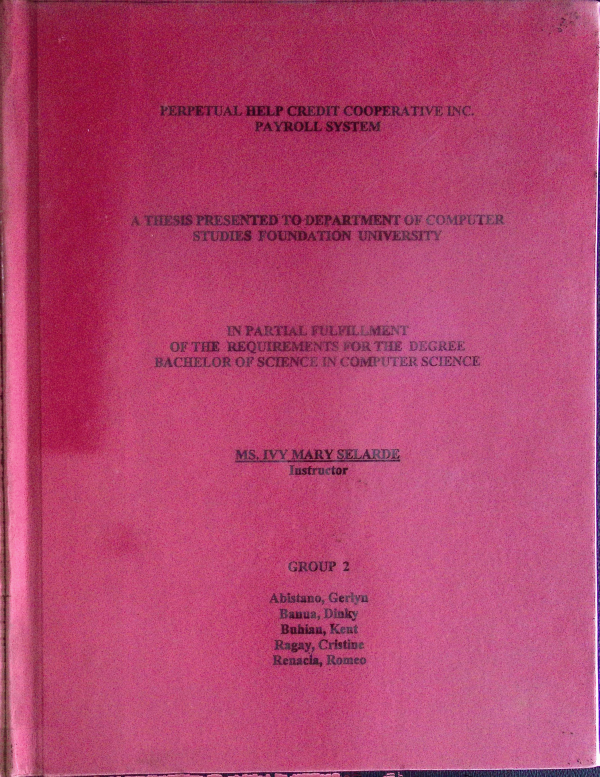 PERPETUAL HELP CREDIT COOPERATIVE INC.
PAYROLL SYSTEM
A THESIS PRESENTED TO DEPARTMENT OF COMPUTER
STUDIES FOUNDATION UNIVERSITY
IN PARTIAL FULFILLMENT
OF THE REQUIREMENTS FOR THE DEGREE
BACHELOR OF SCIENCE IN COMPUTER SCIENCE
MS. IVY MARY SELARDE
Instructor
GROUP 2
Abistano, Gerlyn
Banua, Dinky
Buhian, Kent
Ragay, Cristine
Renacia, Romeo